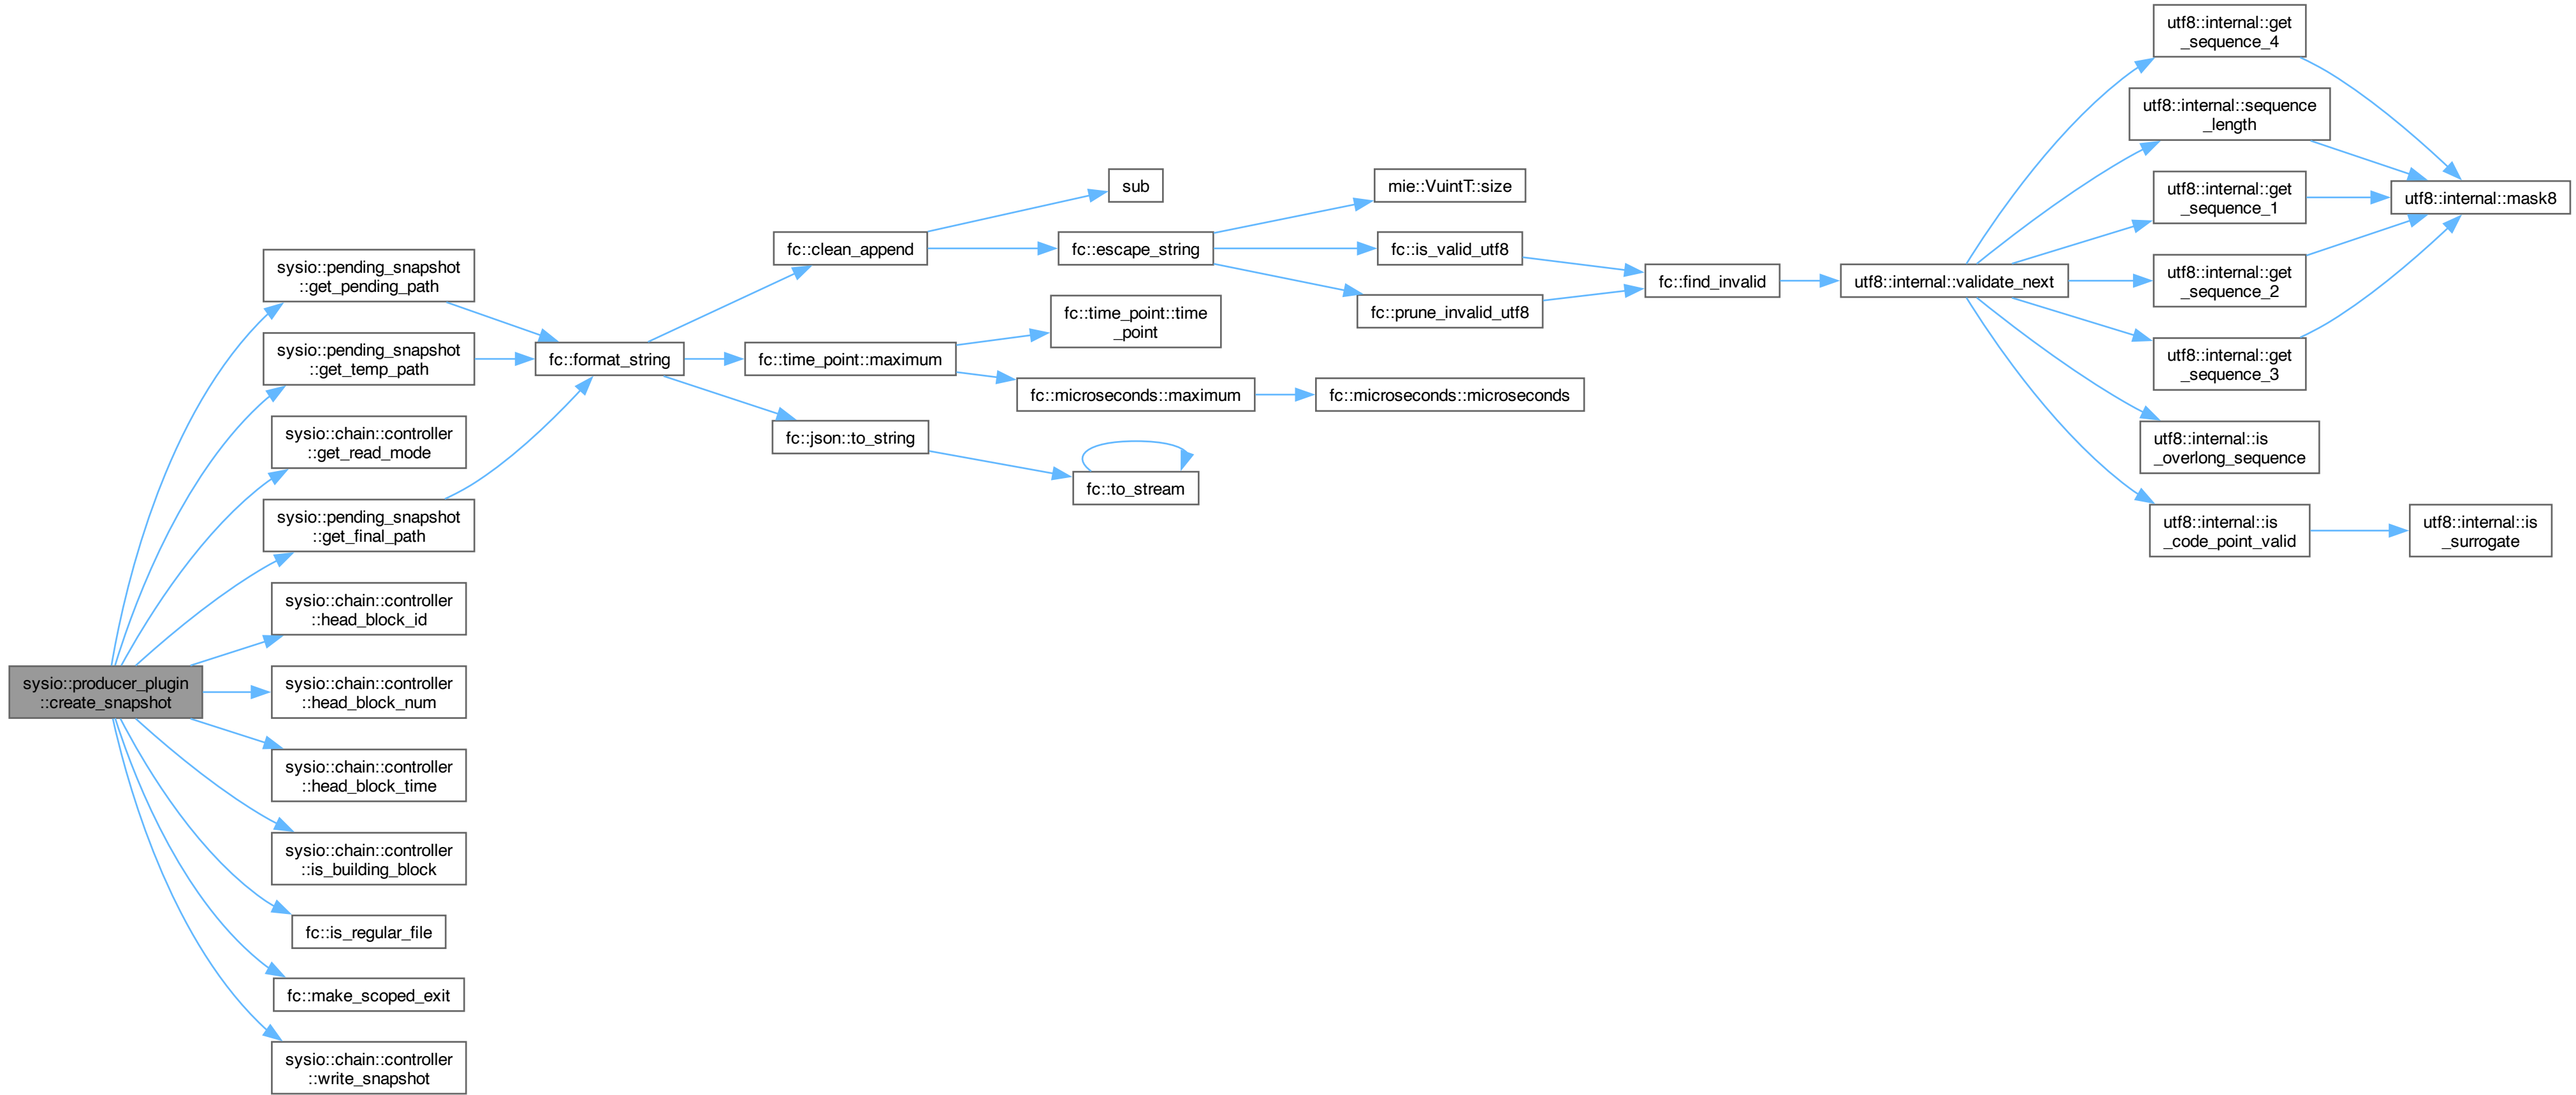 sysio::producer_plugin
::create_snapshot
sysio::pending_snapshot
::get_pending_path
sysio::pending_snapshot
::get_temp_path
sysio::chain::controller
::get_read_mode
sysio::pending_snapshot
::get_final_path
sysio::chain::controller
::head_block_id
sysio::chain::controller
::head_block_num
sysio::chain::controller
::head_block_time
sysio::chain::controller
::is_building_block
fc::is_regular_file
fc::make_scoped_exit
sysio::chain::controller
::write_snapshot
fc::format_string
fc::clean_append
fc::time_point::maximum
fc::json::to_string
sub
fc::escape_string
fc::time_point::time
_point
fc::microseconds::maximum
fc::to_stream
mie::VuintT::size
fc::is_valid_utf8
fc::prune_invalid_utf8
fc::microseconds::microseconds
fc::find_invalid
utf8::internal::validate_next
utf8::internal::get
_sequence_4
utf8::internal::sequence
_length
utf8::internal::get
_sequence_1
utf8::internal::get
_sequence_2
utf8::internal::get
_sequence_3
utf8::internal::is
_overlong_sequence
utf8::internal::is
_code_point_valid
utf8::internal::mask8
utf8::internal::is
_surrogate